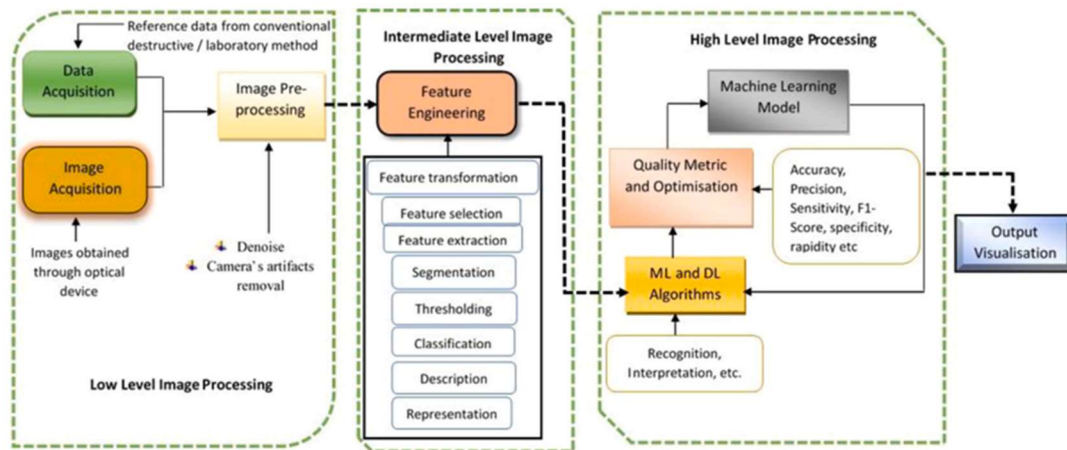 Reference data from conventional
destructive / laboratory method
Data
Acquisition
Image Pre-
processing
Image
Acquisition
Images obtained
through optical
device
Denoise
Camera's artifacts
removal
Low Level Image Processing
Intermediate Level Image
Processing
Feature
Engineering
Feature transformation
Feature selection
Feature extraction
Segmentation
Thresholding
Classification
Description
Representation
High Level Image Processing
Machine Learning
Model
Quality Metric
and Optimisation
Accuracy,
Precision,
Sensitivity, F1-
Score, specificity,
rapidity etc
ML and DL
Algorithms
Recognition,
Interpretation, etc.
Output
Visualisation